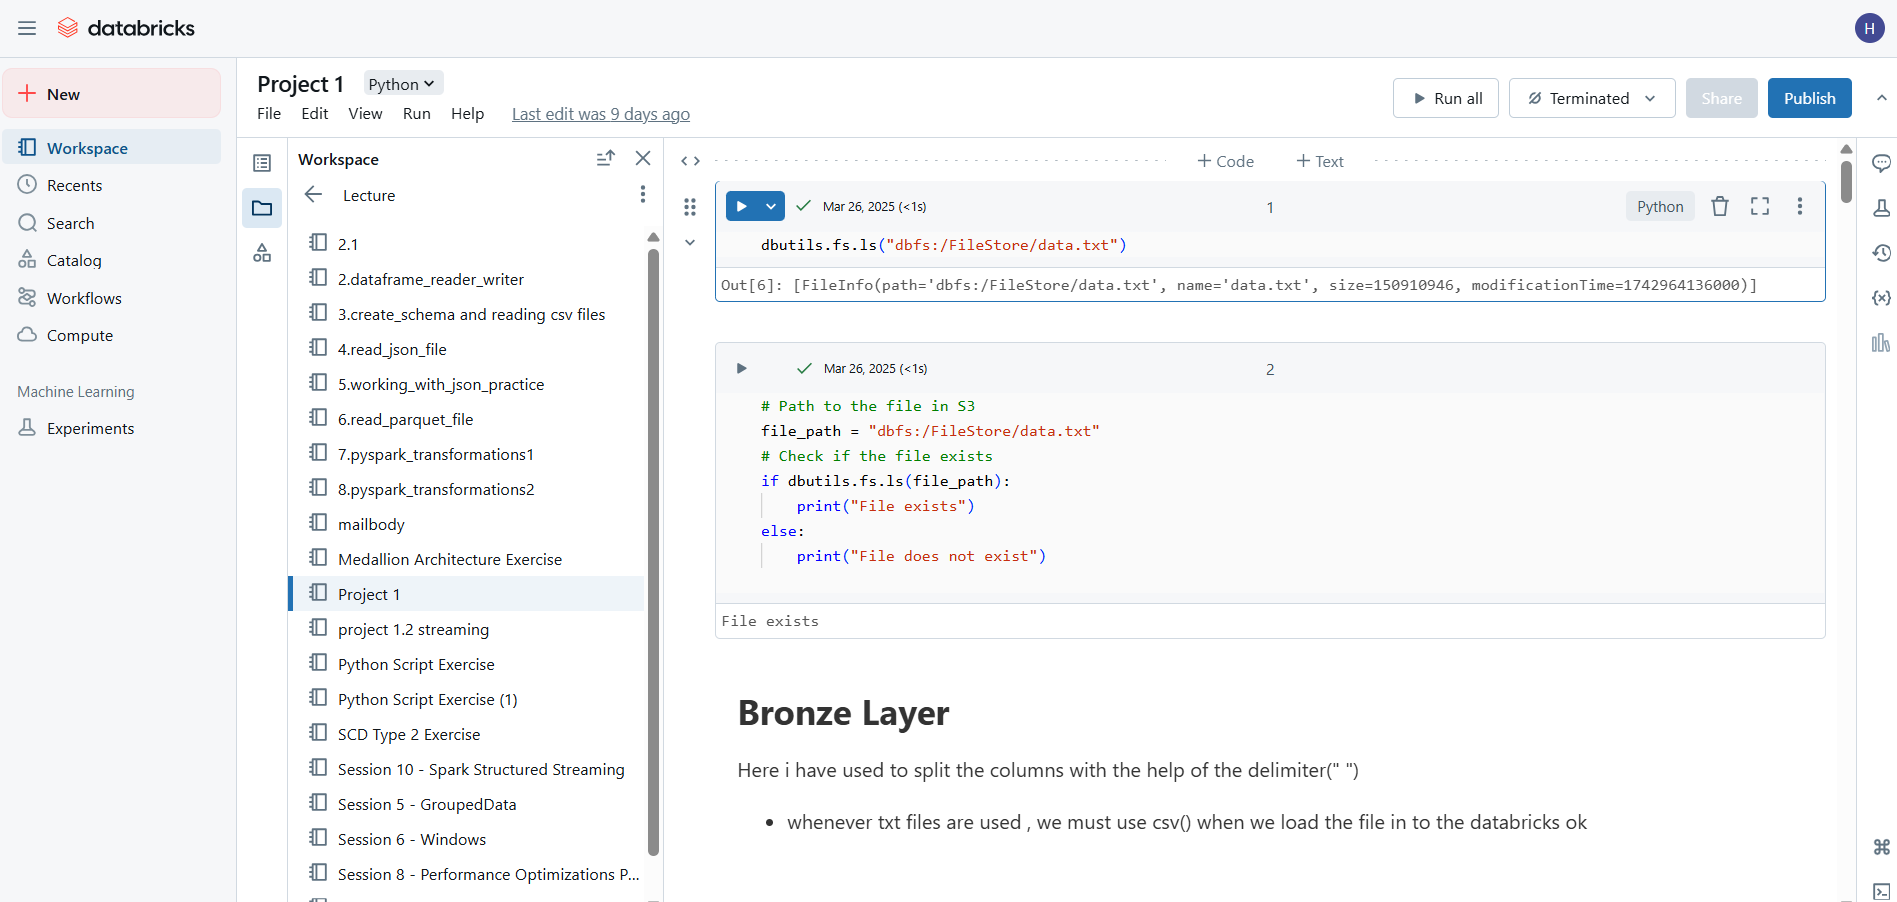 databricks
H
New
Workspace
Recents
Search
Catalog
Workflows
Compute
Machine Learning
Experiments
Project 1 Python
File Edit View Run Help Last edit was 9 days ago
Run all
Terminated
Share
Publish
Workspace
Lecture
2.1
2.dataframe_reader_writer
3.create_schema and reading csv files
4.read_json_file
5.working_with_json_practice
6.read_parquet_file
7.pyspark_transformations1
8.pyspark_transformations2
mailbody
Medallion Architecture Exercise
Project 1
project 1.2 streaming
Python Script Exercise
Python Script Exercise (1)
SCD Type 2 Exercise
Session 10 - Spark Structured Streaming
Session 5 - GroupedData
Session 6 - Windows
Session 8 - Performance Optimizations P...
+ Code + Text
Mar 26, 2025 (<1s) 1 Python
dbutils.fs.ls("dbfs:/FileStore/data.txt")
Out[6]: [FileInfo(path='dbfs:/FileStore/data.txt', name='data.txt', size=150910946, modificationTime=1742964136000)]
Mar 26, 2025 (<1s) 2
# Path to the file in S3
file_path = "dbfs:/FileStore/data.txt"
# Check if the file exists
if dbutils.fs.ls(file_path):
print("File exists")
else:
print("File does not exist")
File exists
Bronze Layer
Here i have used to split the columns with the help of the delimiter(" ")
• whenever txt files are used , we must use csv() when we load the file in to the databricks ok